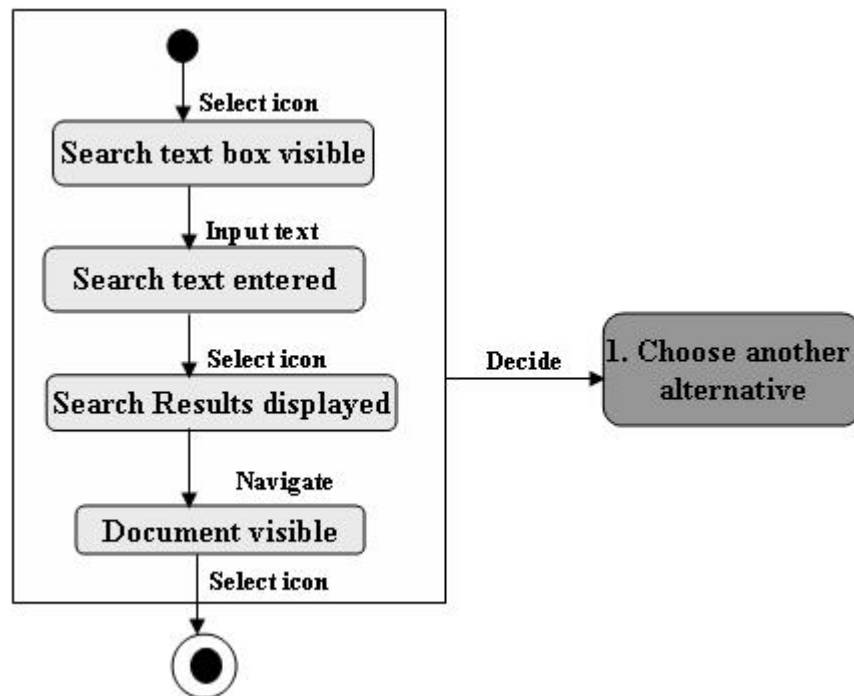 Select icon
Search text box visible
Input text
Search text entered
Select icon
Search Results displayed
Navigate
Document visible
Select icon
Decide
1. Choose another
alternative